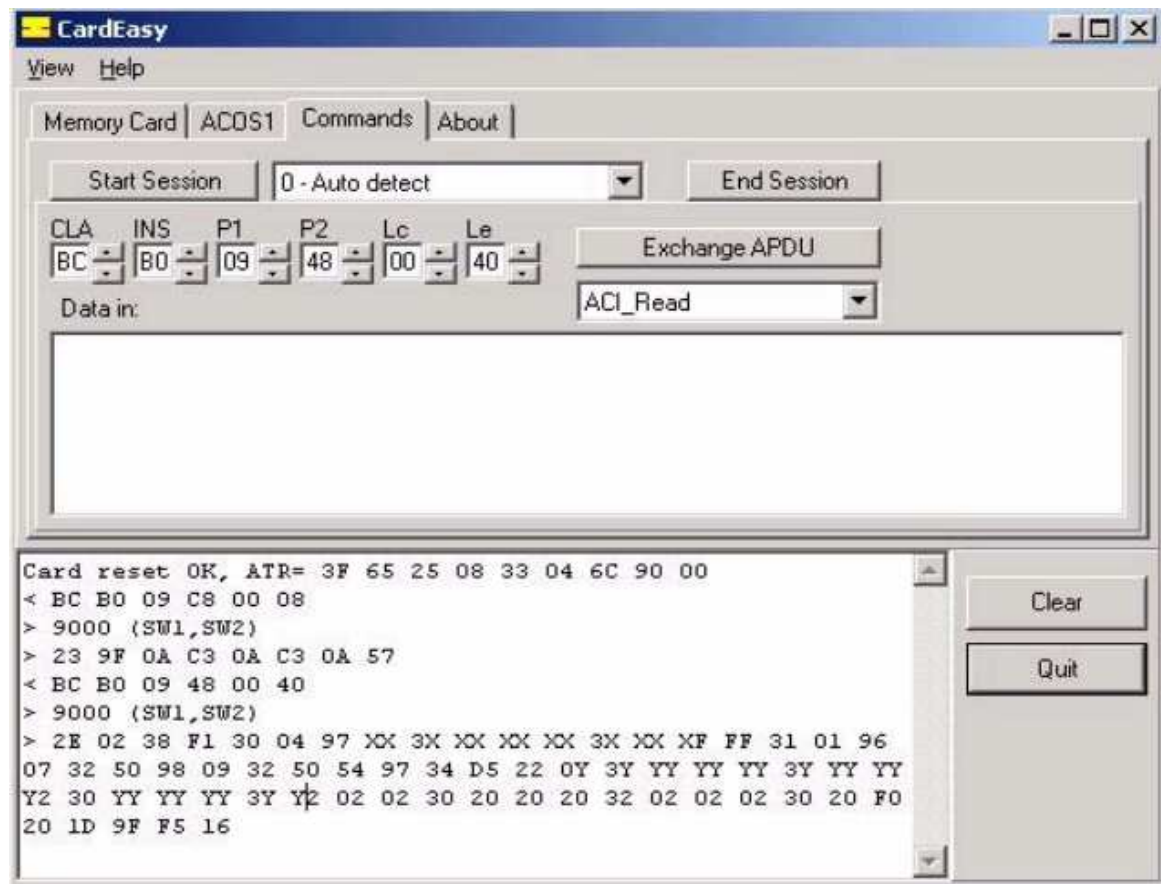 CardEasy
View Help
Memory Card ACOS1 Commands About
Start Session 0 - Auto detect End Session
CLA INS P1 P2 Lc Le
BC B0 09 48 00 40 Exchange APDU
Data in: ACI_Read
Card reset OK, ATR= 3F 65 25 08 33 04 6C 90 00
< BC B0 09 C8 00 08
> 9000 (SW1,SW2)
> 23 9F 0A C3 0A C3 0A 57
< BC B0 09 48 00 40
> 9000 (SW1,SW2)
> 2E 02 38 F1 30 04 97 XX 3X XX XX XX 3X XX XF FF 31 01 96
07 32 50 98 09 32 50 54 97 34 D5 22 0Y 3Y YY YY YY 3Y YY YY
Y2 30 YY YY YY 3Y Y2 02 02 30 20 20 20 32 02 02 02 30 20 F0
20 1D 9F F5 16
Clear
Quit